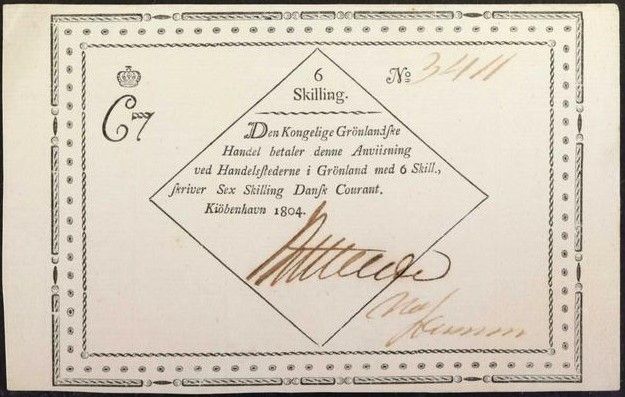 6
Skilling.
No 3411
C7
Den Kongelige Grönlandſke
Handel betaler denne Anviisning
ved Handelsſtederne i Grönland med 6 Skill.,
ſkriver Sex Skilling Danſk Courant.
Kiöbenhavn 1804.